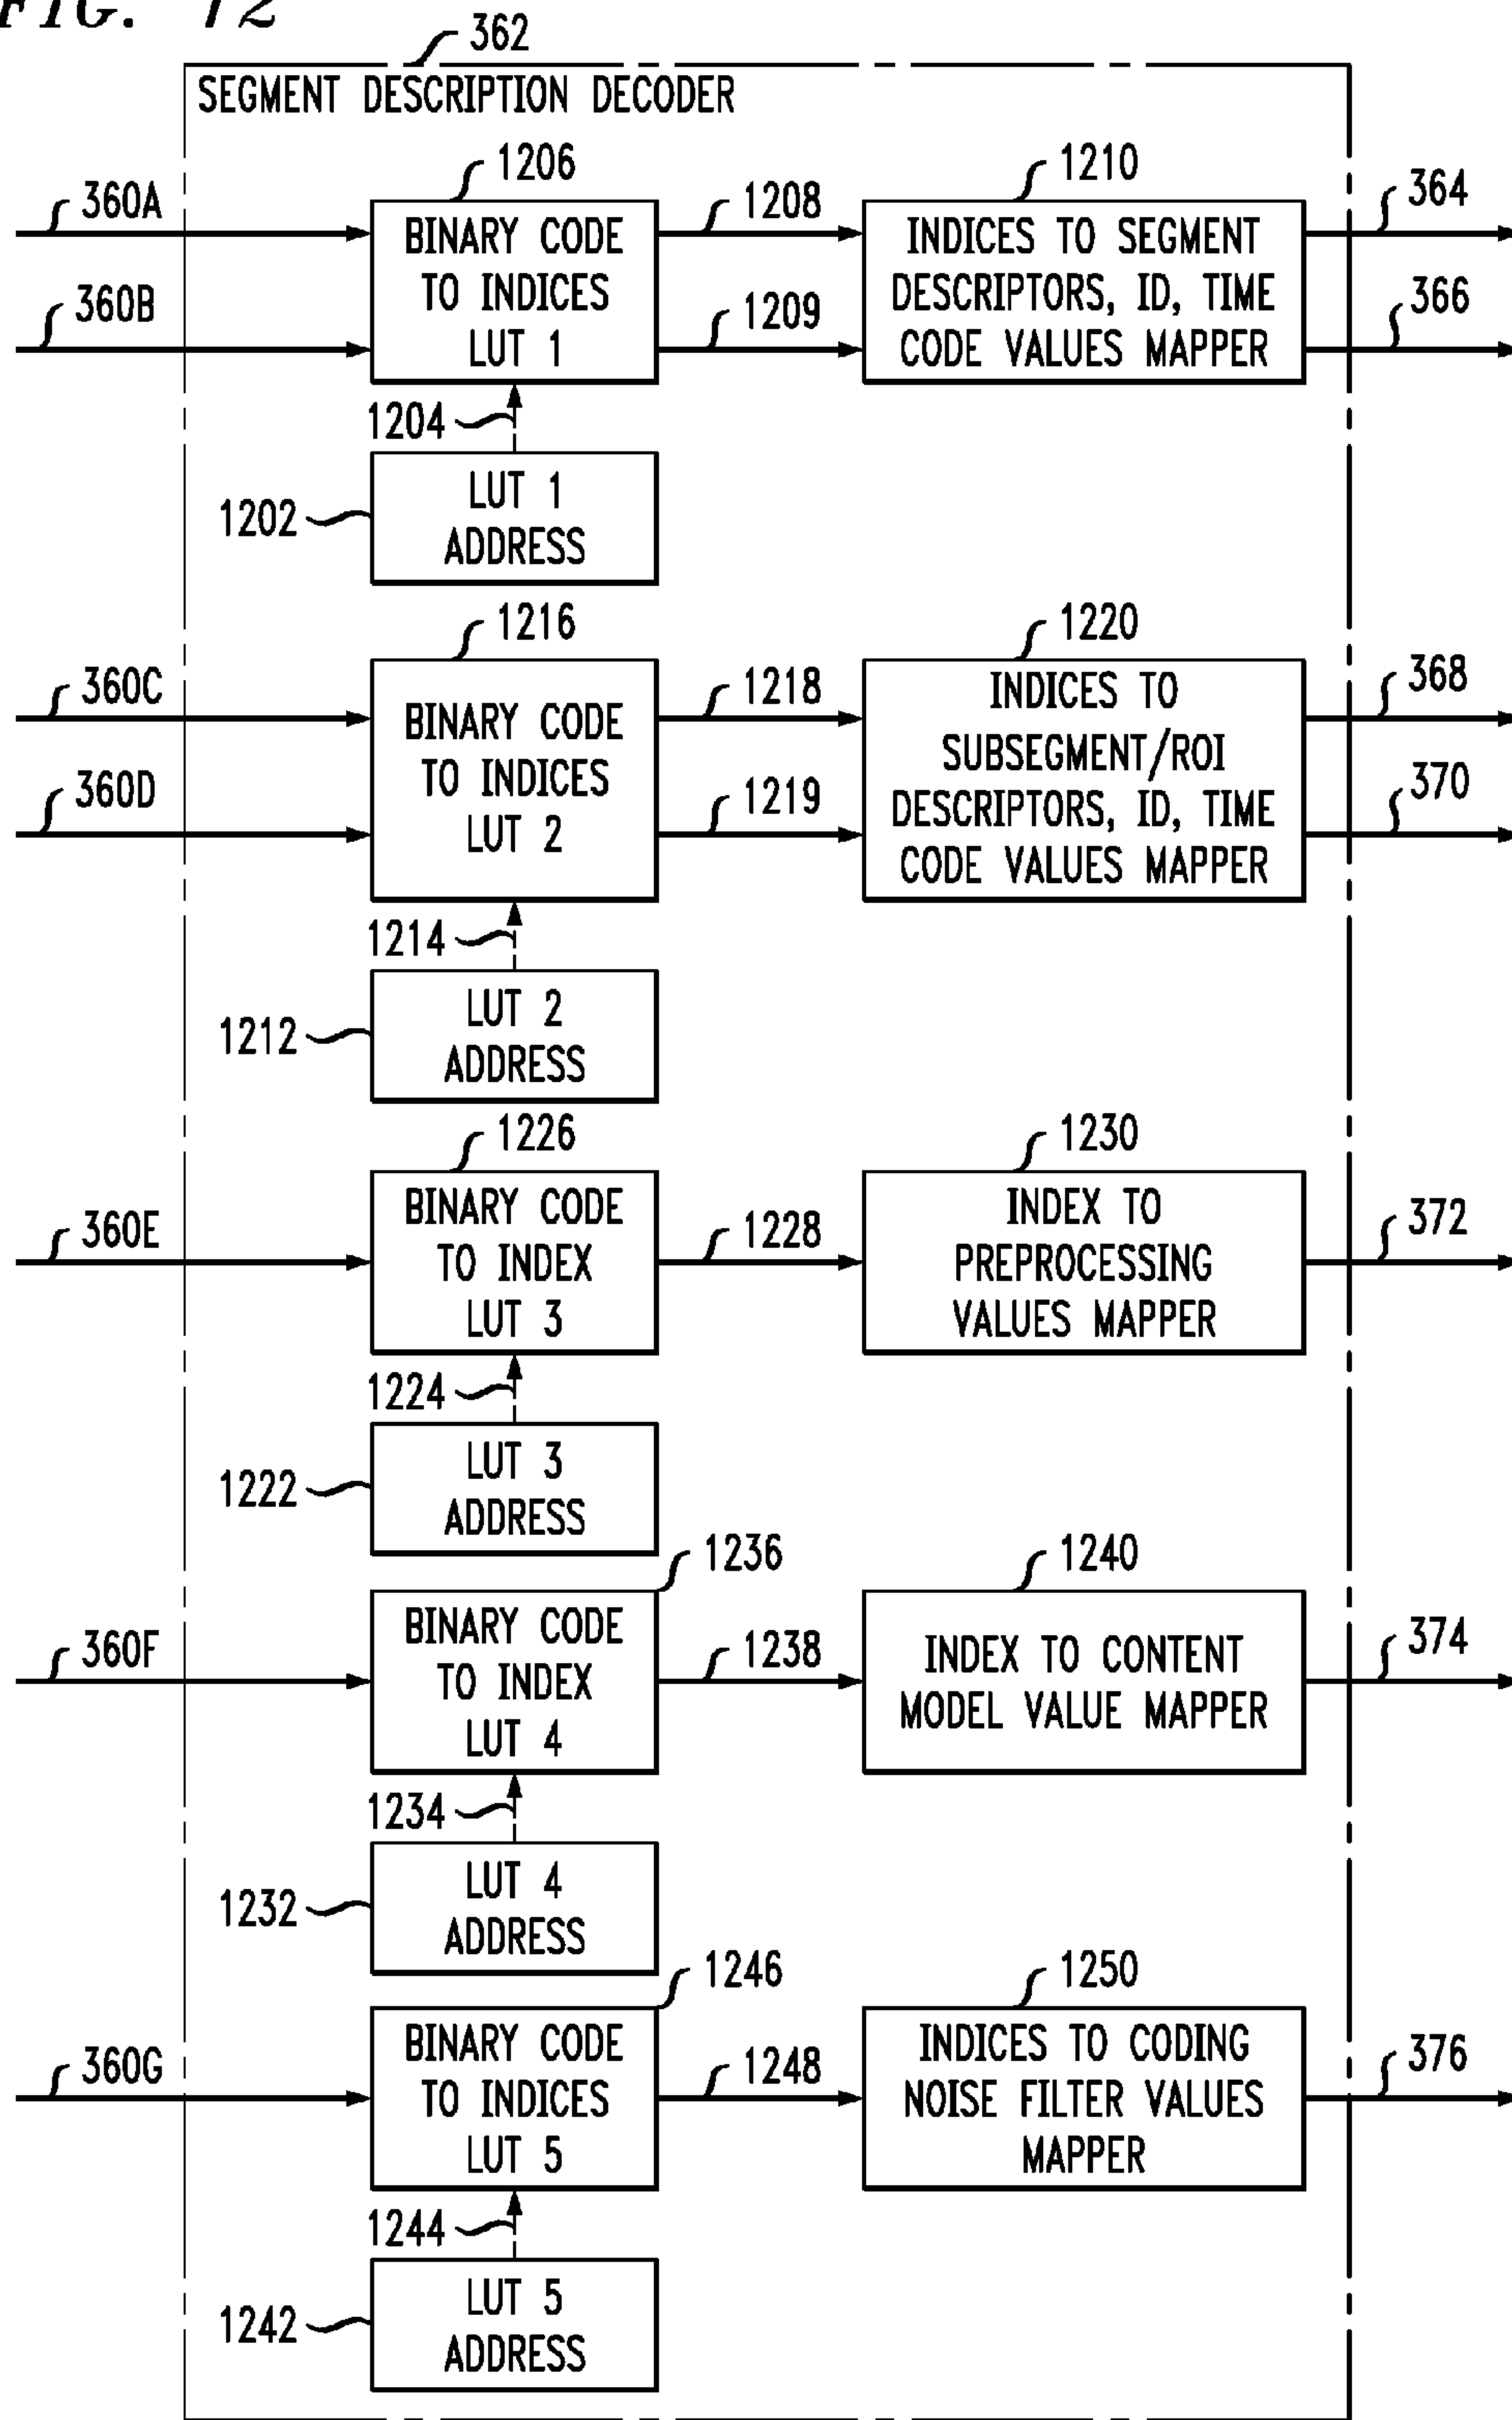 FIG. 12
362
SEGMENT DESCRIPTION DECODER
1206
1210
360A
1208
364
BINARY CODE
TO INDICES
LUT 1
INDICES TO SEGMENT
DESCRIPTORS, ID, TIME
CODE VALUES MAPPER
360B
1209
366
1204
LUT 1
ADDRESS
1202
1216
1220
360C
1218
368
BINARY CODE
TO INDICES
LUT 2
INDICES TO
SUBSEGMENT/ROI
DESCRIPTORS, ID, TIME
CODE VALUES MAPPER
360D
1219
370
1214
LUT 2
ADDRESS
1212
1226
1230
360E
1228
372
BINARY CODE
TO INDEX
LUT 3
INDEX TO
PREPROCESSING
VALUES MAPPER
1224
LUT 3
ADDRESS
1222
1236
1240
360F
1238
374
BINARY CODE
TO INDEX
LUT 4
INDEX TO CONTENT
MODEL VALUE MAPPER
1234
LUT 4
ADDRESS
1232
1246
1250
360G
1248
376
BINARY CODE
TO INDICES
LUT 5
INDICES TO CODING
NOISE FILTER VALUES
MAPPER
1244
LUT 5
ADDRESS
1242